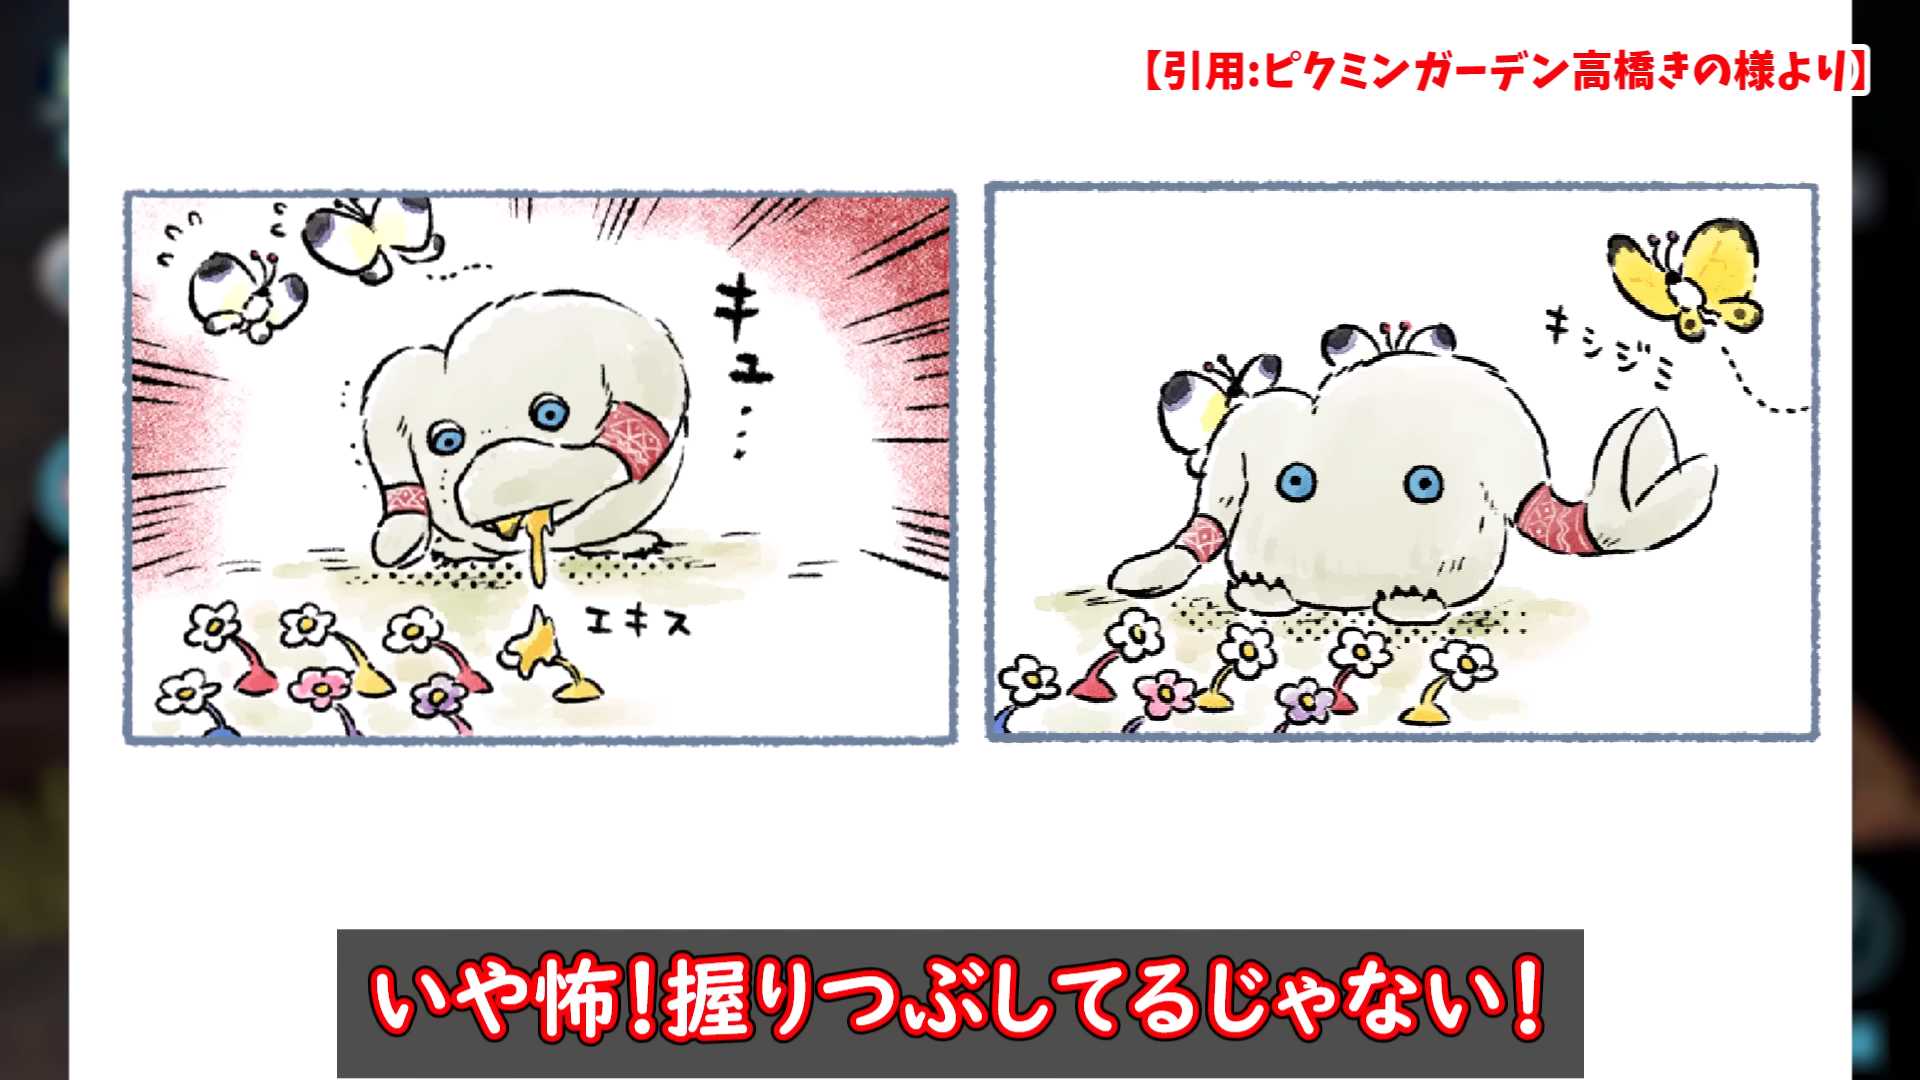 【引用:ピクミンガーデン高橋きの様より】
キシジミ
キュ…
エキス
いや怖!握りつぶしてるじゃない!